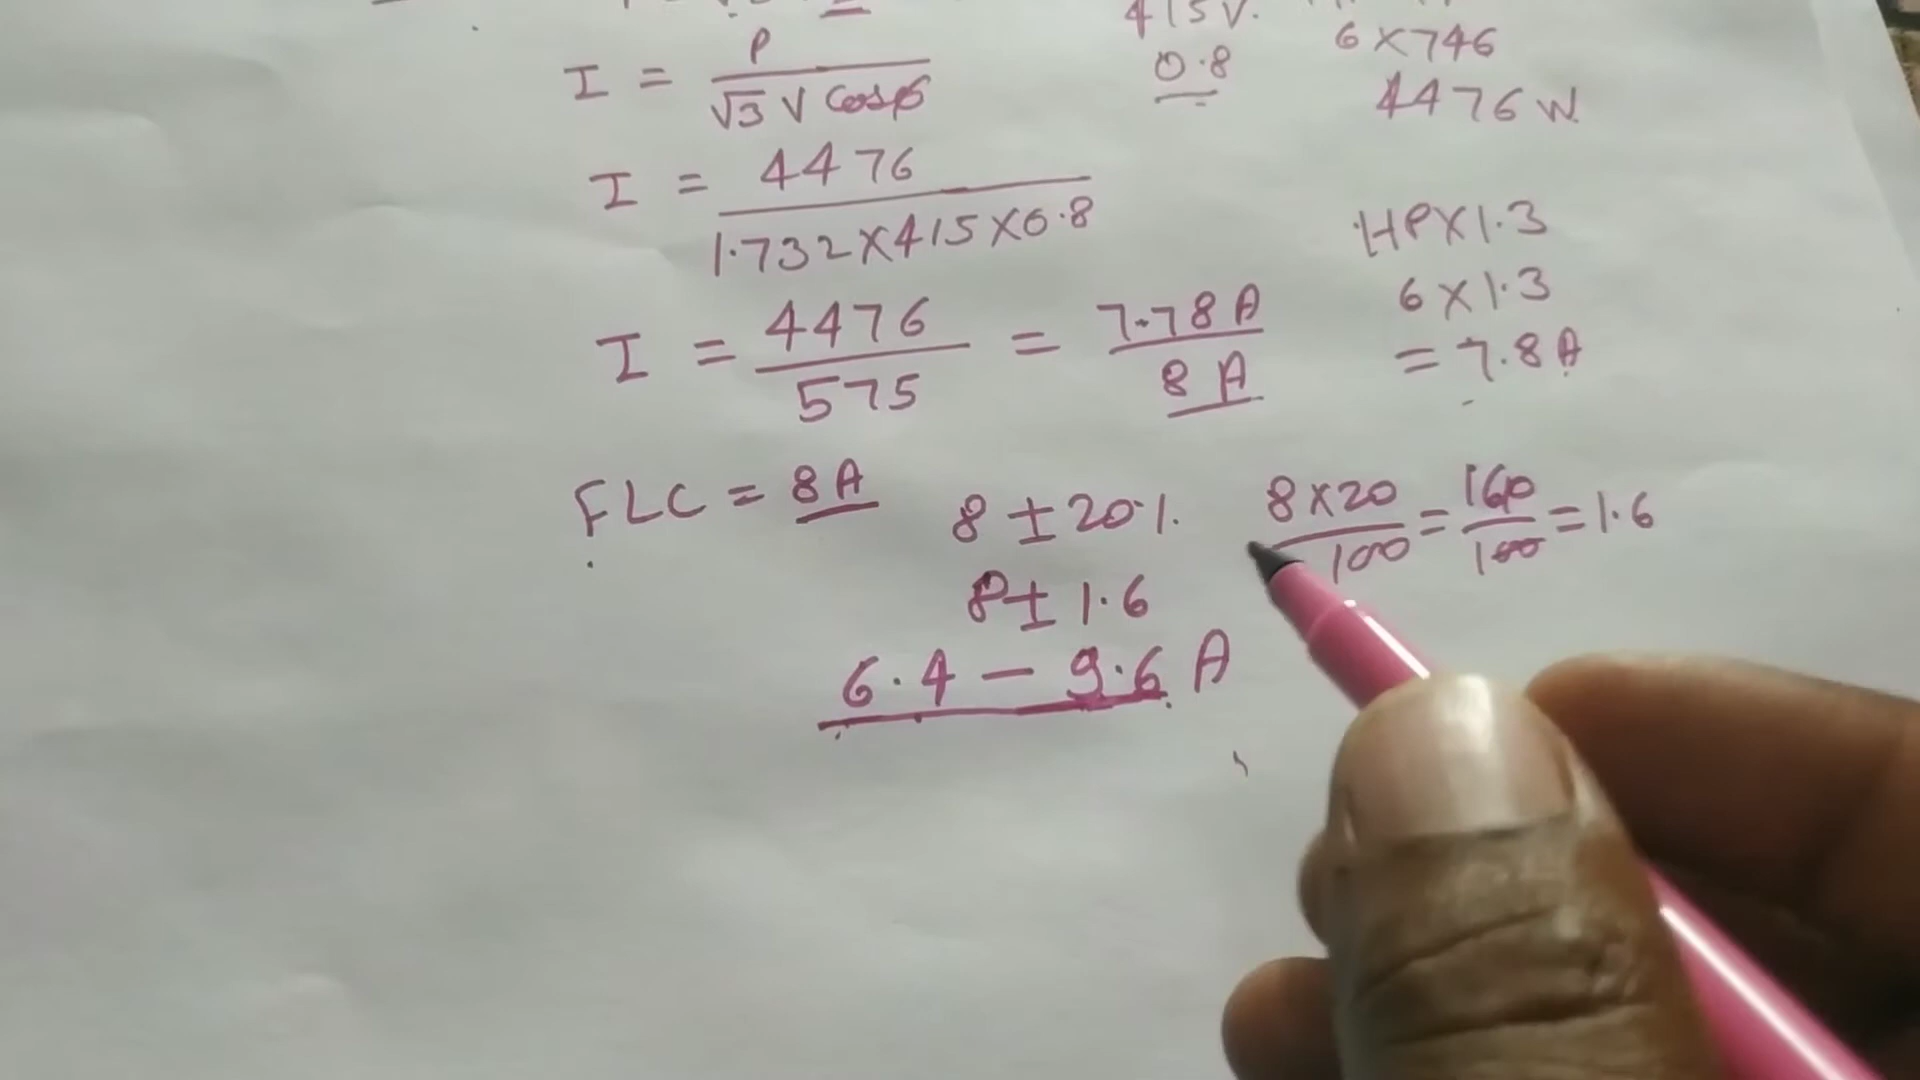 415V.
0.8
6 X 746
4476 W
I = P / √3 V Cosφ
I = 4476 / 1.732 X 415 X 0.8
HP X 1.3
6 X 1.3
= 7.8 A
I = 4476 / 575 = 7.78 A
8 A
FLC = 8A
8 ± 20%
8 X 20 / 100 = 160 / 100 = 1.6
8 ± 1.6
6.4 — 9.6 A